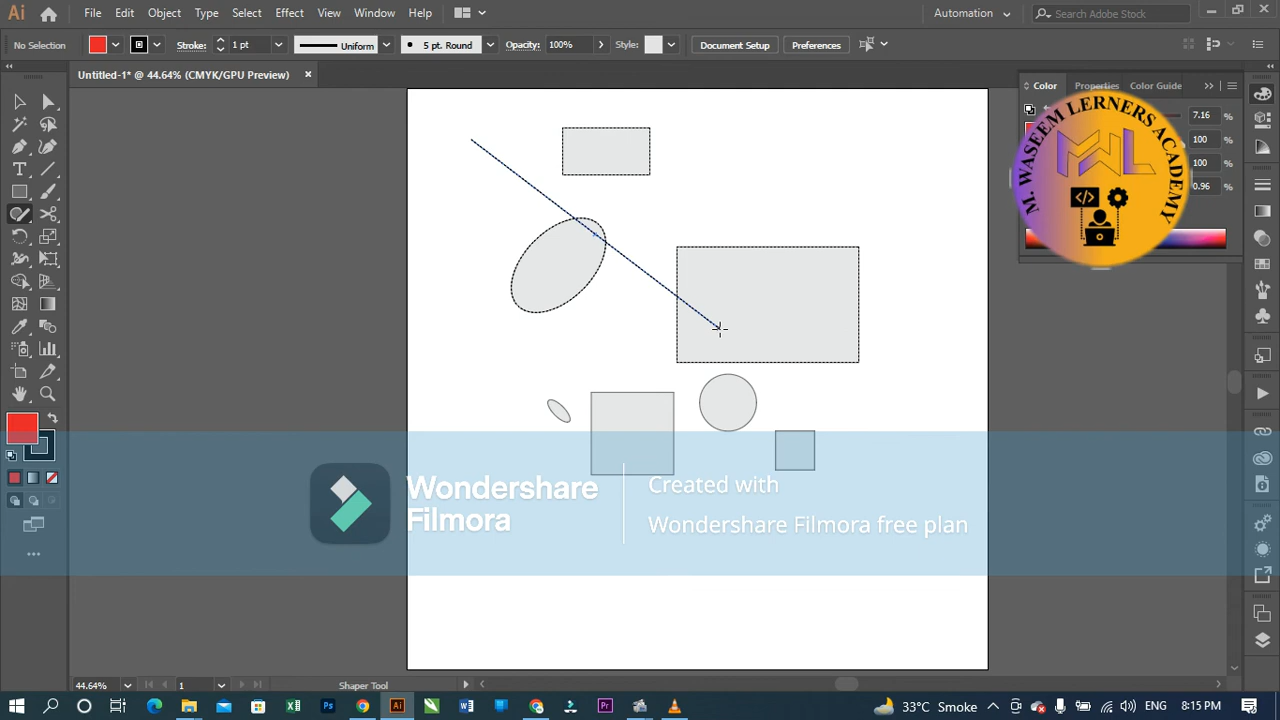 Ai File Edit Object Type Select Effect View Window Help Automation Search Adobe Stock
No Selection Stroke: 1 pt Uniform 5 pt. Round Opacity: 100% Style: Document Setup Preferences
Untitled-1* @ 44.64% (CMYK/GPU Preview)
Color Properties Color Guide
M. WASEEM LERNERS ACADEMY
7.16 %
100 %
100 %
0.96 %
T
Wondershare
Filmora
Created with
Wondershare Filmora free plan
44.64% 1 Shaper Tool
33°C Smoke ENG 8:15 PM